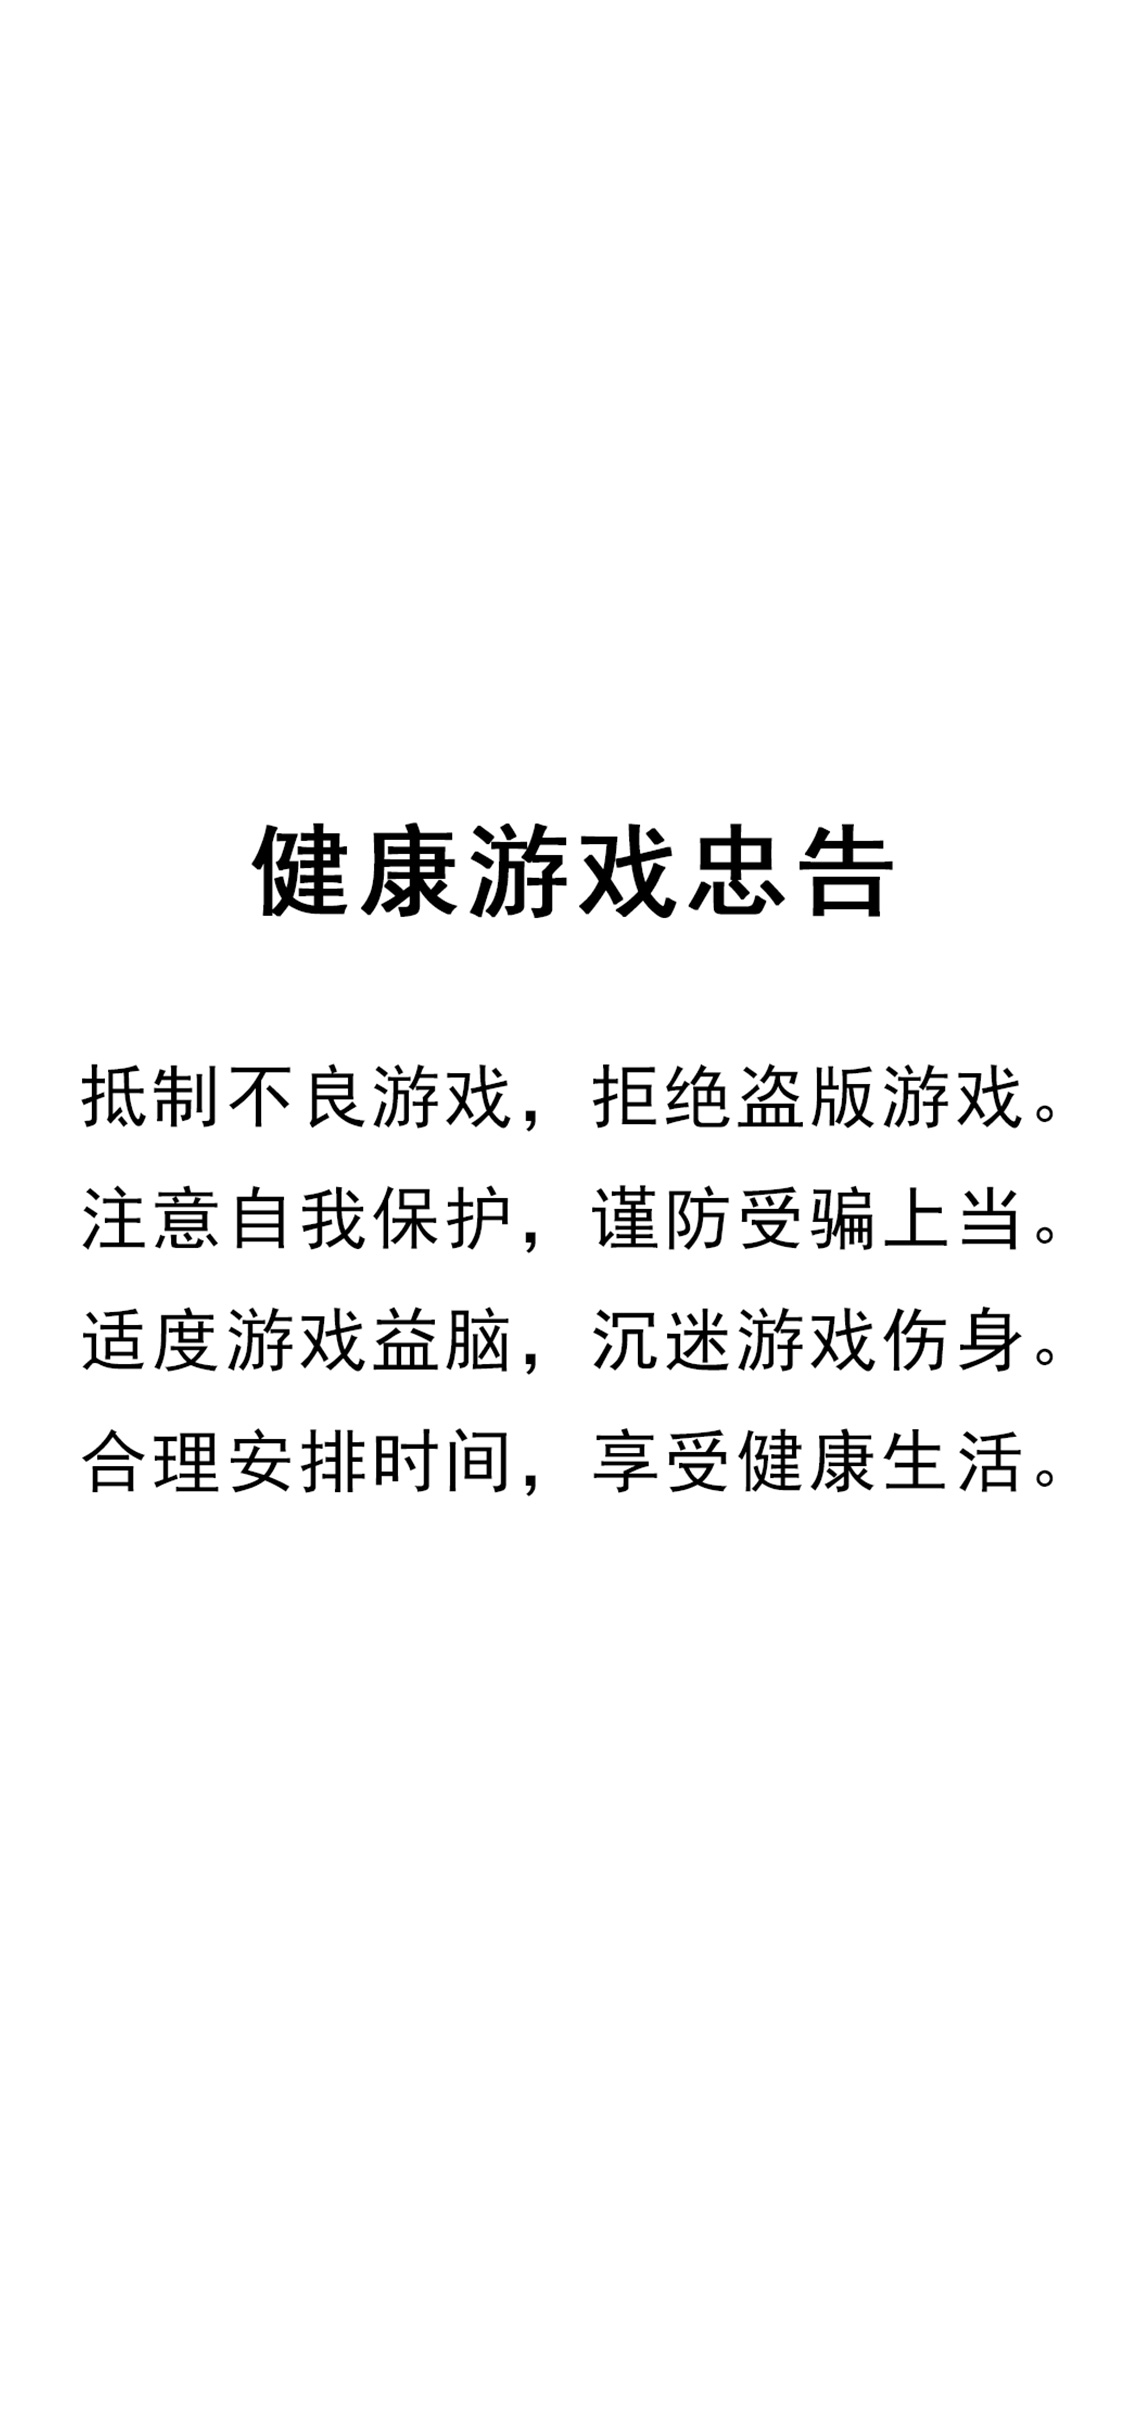 健康游戏忠告
抵制不良游戏，拒绝盗版游戏。
注意自我保护，谨防受骗上当。
适度游戏益脑，沉迷游戏伤身。
合理安排时间，享受健康生活。